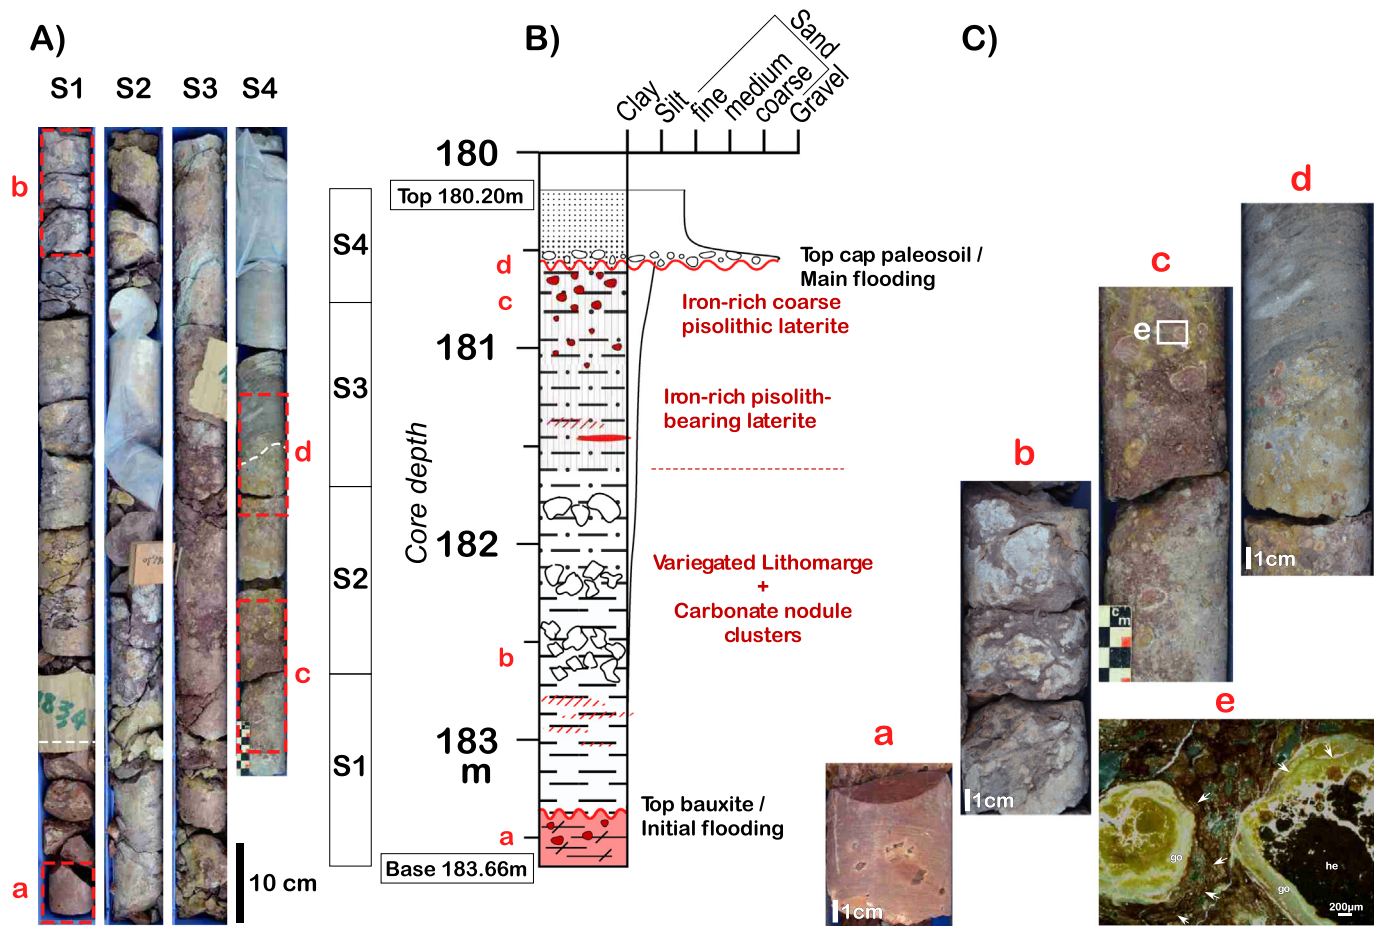 A)
S1 S2 S3 S4
b
d
c
a
10 cm
B)
Clay
Silt
fine
medium
coarse
Gravel
Sand
180
Top 180.20m
S4
S3
S2
S1
Core depth
d
c
181
182
b
183
m
a
Base 183.66m
Top cap paleosoil /
Main flooding
Iron-rich coarse
pisolithic laterite
Iron-rich pisolith-
bearing laterite
Variegated Lithomarge
+
Carbonate nodule
clusters
Top bauxite /
Initial flooding
C)
d
c
e
b
1cm
c
m
a
1cm
1cm
e
go
go
he
200µm